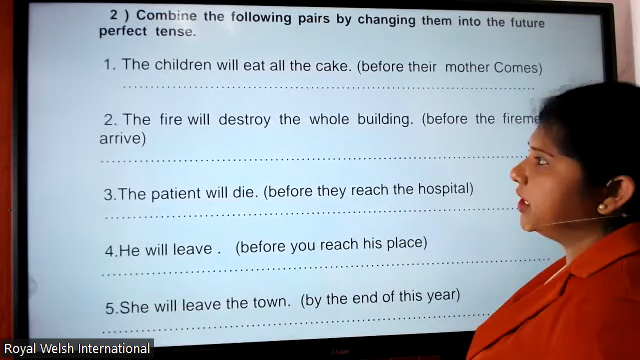 2 ) Combine the following pairs by changing them into the future
perfect tense.
1. The children will eat all the cake. (before their mother Comes)
2. The fire will destroy the whole building. (before the
arrive)
3.The patient will die. (before they reach the hospital)
4.He will leave . (before you reach his place)
5.She will leave the town. (by the end of this year)
Royal Welsh International